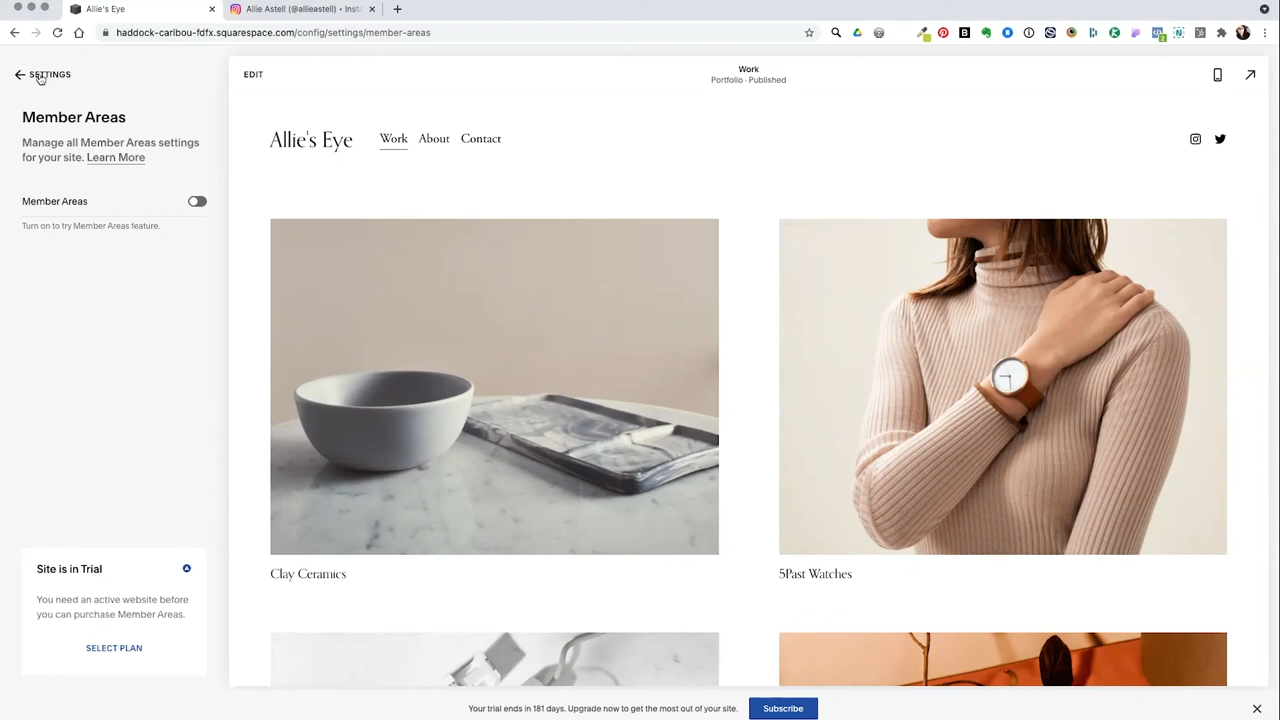 Allie's Eye
Allie Astell (@allieastell) • Insta
haddock-caribou-fdfx.squarespace.com/config/settings/member-areas
SETTINGS
EDIT
Work
Portfolio · Published
Member Areas
Manage all Member Areas settings
for your site. Learn More
Member Areas
Turn on to try Member Areas feature.
Allie's Eye
Work
About
Contact
Clay Ceramics
5Past Watches
Site is in Trial
You need an active website before
you can purchase Member Areas.
SELECT PLAN
Your trial ends in 181 days. Upgrade now to get the most out of your site.
Subscribe